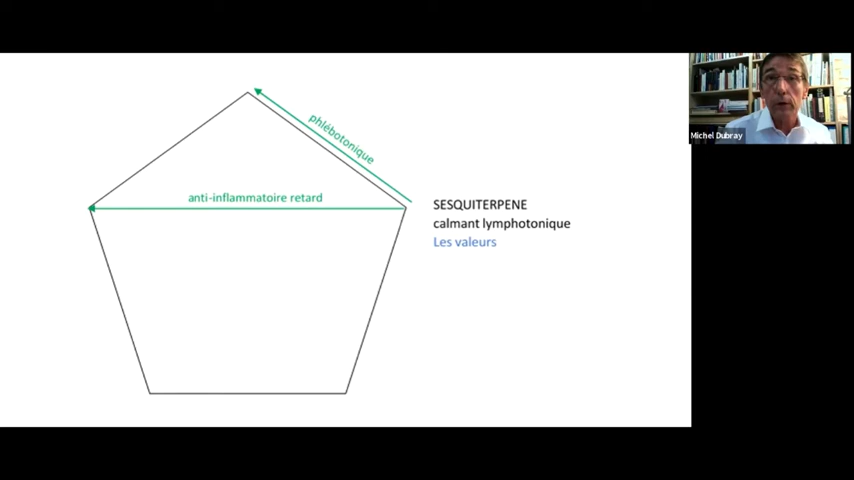 phlébotonique
anti-inflammatoire retard
SESQUITERPENE
calmant lymphotonique
Les valeurs
Michel Dubray